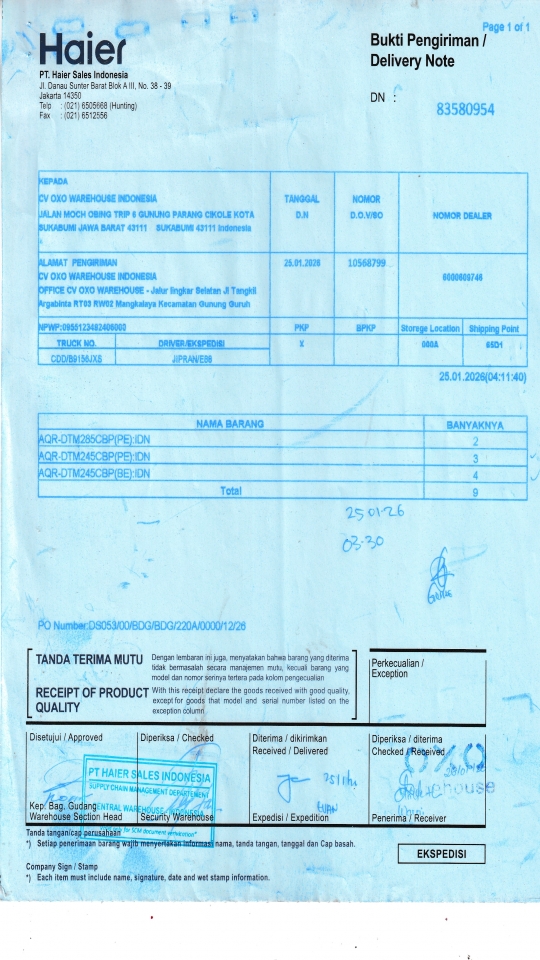 Page 1 of 1
Haier
Bukti Pengiriman /
Delivery Note
PT. Haier Sales Indonesia
Jl. Danau Sunter Barat Blok A III, No. 38 - 39
Jakarta 14350
Telp : (021) 6505668 (Hunting)
Fax : (021) 6512556
DN :
83580954
KEPADA
CV OXO WAREHOUSE INDONESIA
JALAN MOCH OBING TRIP 6 GUNUNG PARANG CIKOLE KOTA
SUKABUMI JAWA BARAT 43111 SUKABUMI 43111 Indonesia
TANGGAL
D.N
NOMOR
D.O.V/SO
NOMOR DEALER
ALAMAT PENGIRIMAN
CV OXO WAREHOUSE INDONESIA
OFFICE CV OXO WAREHOUSE - Jalur lingkar Selatan Jl Tangkil
Argabinta RT03 RW02 Mangkalaya Kecamatan Gunung Guruh
25.01.2026
10568799
6000609746
NPWP:0955123462406000
PKP
BPKP
Storege Location
Shipping Point
TRUCK NO.
DRIVER/EKSPEDISI
X
000A
65D1
CDD/B9156JXS
JIPRAN/EB6
25.01.2026(04:11:40)
NAMA BARANG
BANYAKNYA
AQR-DTM285CBP(PE):IDN
2
AQR-DTM245CBP(PE):IDN
3
AQR-DTM245CBP(BE):IDN
4
Total
9
25 01-26
03-30
PO Number:DS053/00/BDG/BDG/220A/0000/12/26
TANDA TERIMA MUTU
Dengan lembaran ini juga, menyatakan bahwa barang yang diterima
tidak bermasalah secara manajemen mutu, kecuali barang yang
model dan nomor serinya tertera pada kolom pengecualian
RECEIPT OF PRODUCT
QUALITY
With this receipt declare the goods received with good quality,
except for goods that model and serial number listed on the
exception column
Perkecualian /
Exception
Disetujui / Approved
Diperiksa / Checked
Diterima / dikirimkan
Received / Delivered
Diperiksa / diterima
Checked / Received
PT HAIER SALES INDONESIA
SUPPLY CHAIN MANAGEMENT DEPARTEMENT
CENTRAL WAREHOUSE
Kep. Bag. Gudang
Warehouse Section Head
Security Warehouse
Expedisi / Expedition
Penerima / Receiver
Tanda tangan/cap perusahaan
*) Setiap penerimaan barang wajib menyertakan informasi nama, tanda tangan, tanggal dan Cap basah.
EKSPEDISI
Company Sign / Stamp
*) Each item must include name, signature, date and wet stamp information.